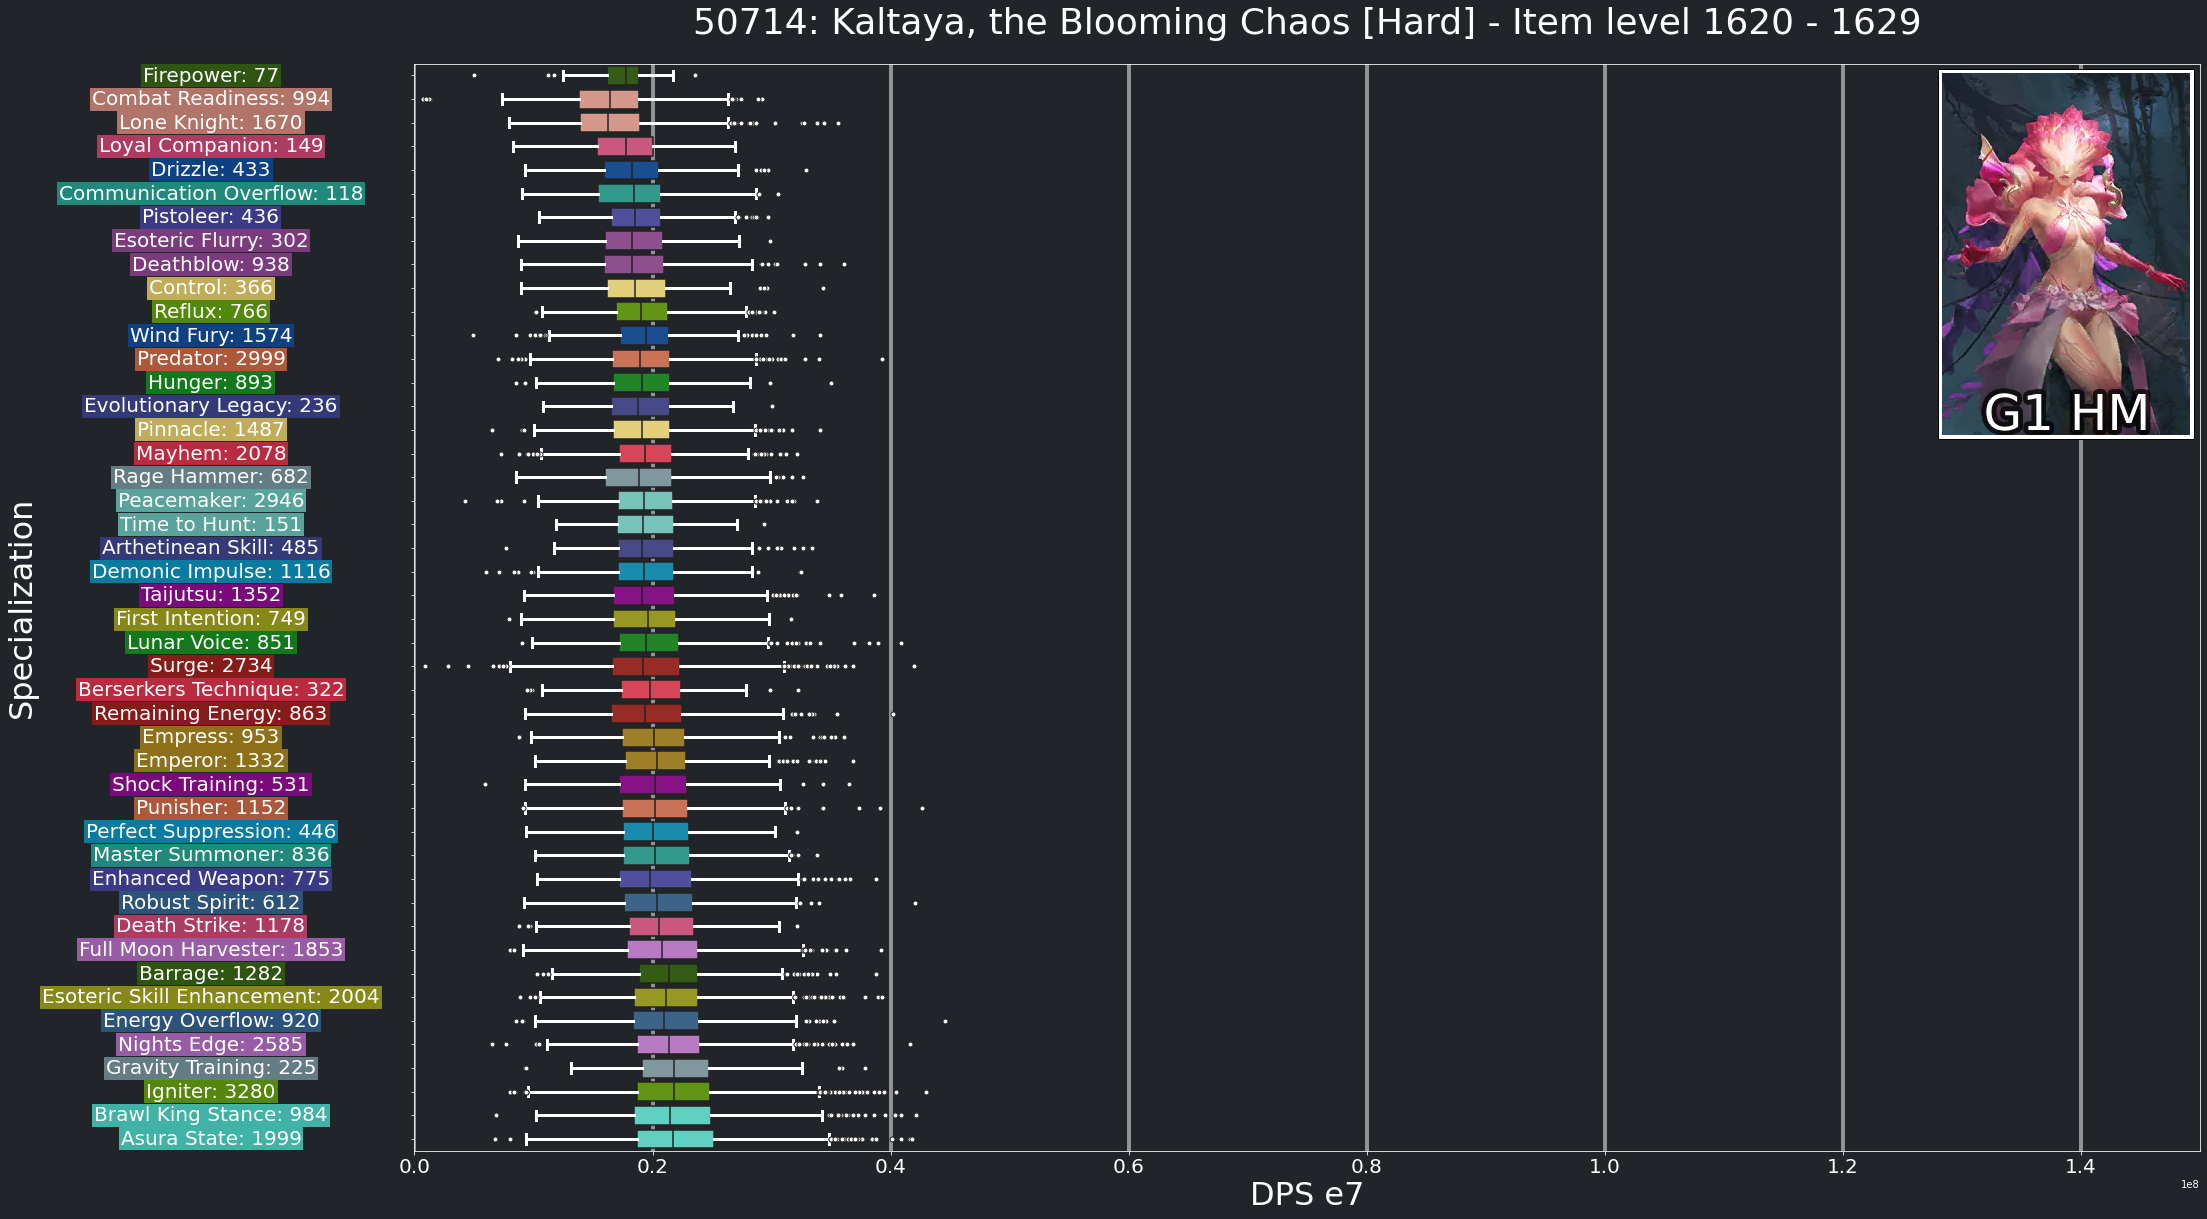 50714: Kaltaya, the Blooming Chaos [Hard] - Item level 1620 - 1629
Firepower: 77
Combat Readiness: 994
Lone Knight: 1670
Loyal Companion: 149
Drizzle: 433
Communication Overflow: 118
Pistoleer: 436
Esoteric Flurry: 302
Deathblow: 938
Control: 366
Reflux: 766
Wind Fury: 1574
Predator: 2999
Hunger: 893
Evolutionary Legacy: 236
Pinnacle: 1487
Mayhem: 2078
Rage Hammer: 682
Peacemaker: 2946
Time to Hunt: 151
Arthetinean Skill: 485
Demonic Impulse: 1116
Taijutsu: 1352
First Intention: 749
Lunar Voice: 851
Surge: 2734
Berserkers Technique: 322
Remaining Energy: 863
Empress: 953
Emperor: 1332
Shock Training: 531
Punisher: 1152
Perfect Suppression: 446
Master Summoner: 836
Enhanced Weapon: 775
Robust Spirit: 612
Death Strike: 1178
Full Moon Harvester: 1853
Barrage: 1282
Esoteric Skill Enhancement: 2004
Energy Overflow: 920
Nights Edge: 2585
Gravity Training: 225
Igniter: 3280
Brawl King Stance: 984
Asura State: 1999
Specialization
G1 HM
0.0 0.2 0.4 0.6 0.8 1.0 1.2 1.4
DPS e7
1e8